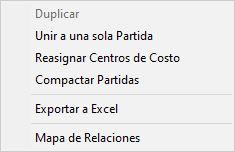 Duplicar
Unir a una sola Partida
Reasignar Centros de Costo
Compactar Partidas
Exportar a Excel
Mapa de Relaciones